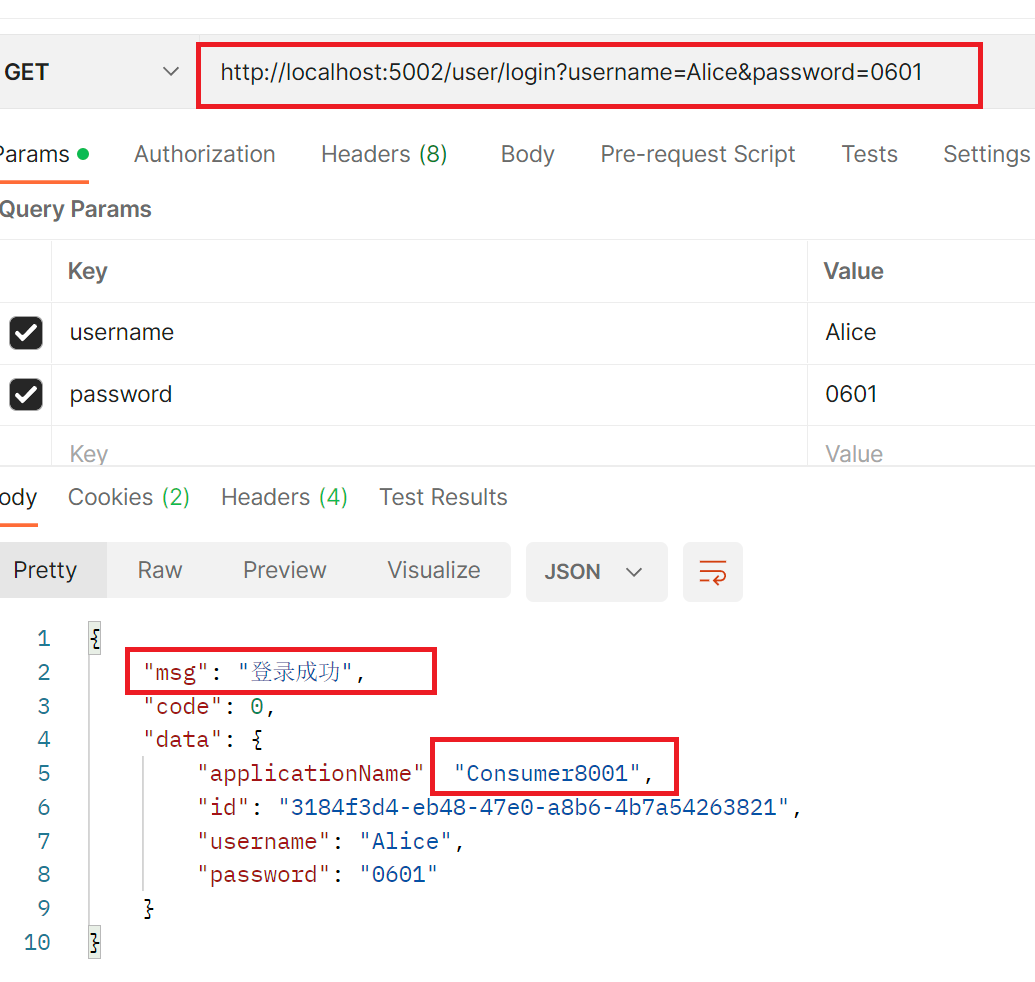 GET http://localhost:5002/user/login?username=Alice&password=0601
Params Authorization Headers (8) Body Pre-request Script Tests Settings
Query Params
Key Value
username Alice
password 0601
Key Value
ody Cookies (2) Headers (4) Test Results
Pretty Raw Preview Visualize JSON
1 {
2 "msg": "登录成功",
3 "code": 0,
4 "data": {
5 "applicationName" "Consumer8001",
6 "id": "3184f3d4-eb48-47e0-a8b6-4b7a54263821",
7 "username": "Alice",
8 "password": "0601"
9 }
10 }